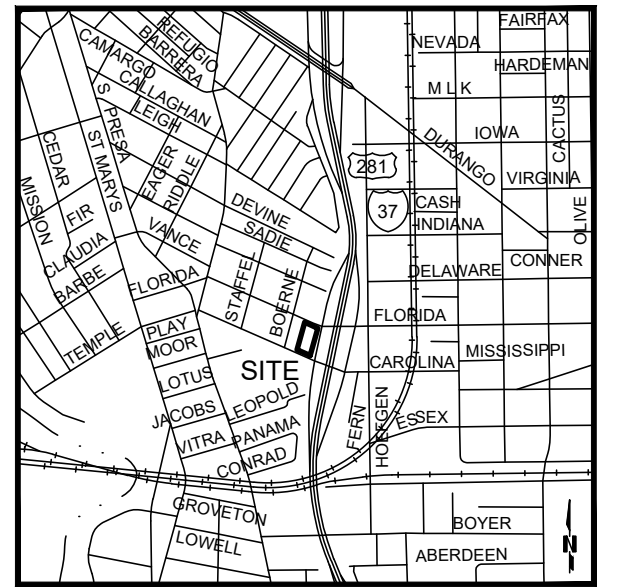 FAIRFAX
REFUGIO
BARRERA
NEVADA
CAMARGO
HARDEMAN
CALLAGHAN
M L K
LEIGH
S PRESA
IOWA
CACTUS
DURANGO
ST MARYS
CEDAR
EAGER
RIDDLE
281
VIRGINIA
MISSION
FIR
DEVINE
CASH
37
OLIVE
VANCE
SADIE
INDIANA
CLAUDIA
CONNER
BARBE
FLORIDA
STAFFEL
BOERNE
DELAWARE
FLORIDA
PLAY
MOOR
TEMPLE
SITE
CAROLINA
MISSISSIPPI
LOTUS
LEOPOLD
JACOBS
FERN
HOEFGEN
ESSEX
VITRA
PANAMA
CONRAD
GROVETON
BOYER
LOWELL
ABERDEEN
N